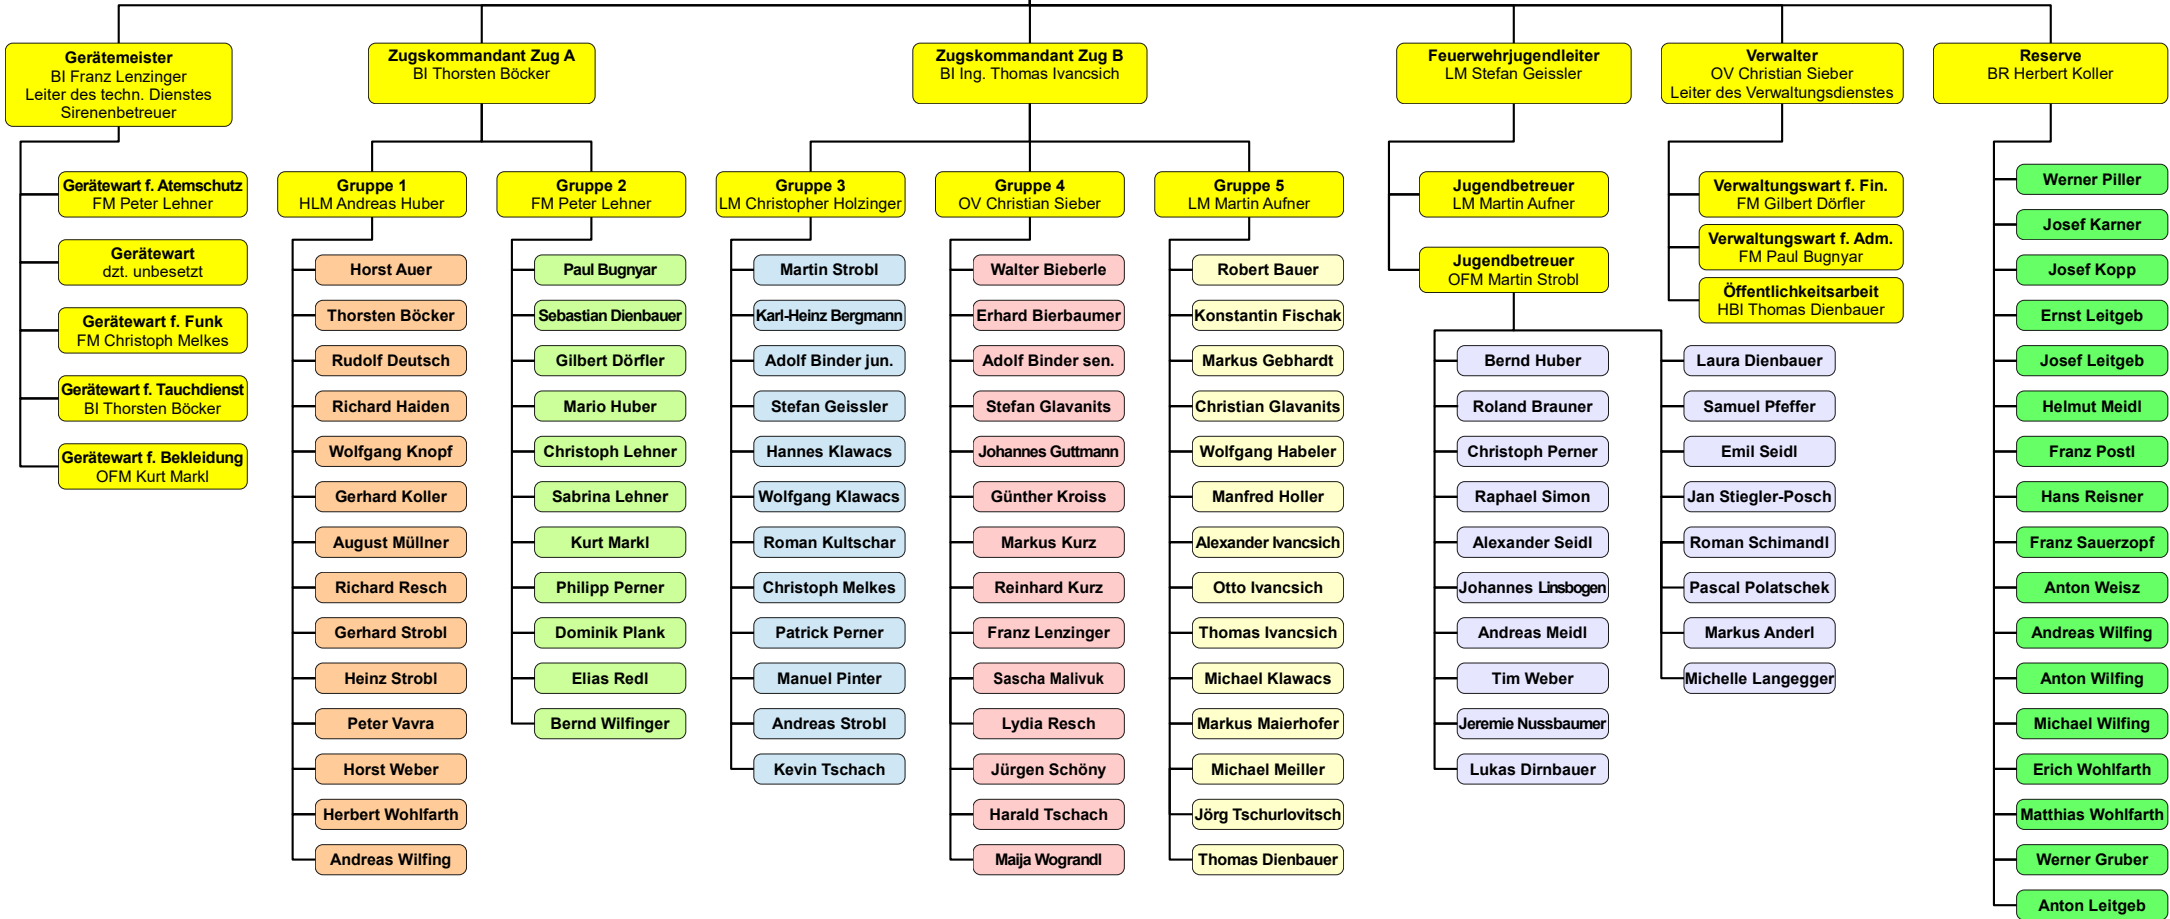 Gerätemeister
BI Franz Lenzinger
Leiter des techn. Dienstes
Sirenenbetreuer
Zugskommandant Zug A
BI Thorsten Böcker
Zugskommandant Zug B
BI Ing. Thomas Ivancsich
Feuerwehrjugendleiter
LM Stefan Geissler
Verwalter
OV Christian Sieber
Leiter des Verwaltungsdienstes
Reserve
BR Herbert Koller
Gerätewart f. Atemschutz
FM Peter Lehner
Gerätewart
dzt. unbesetzt
Gerätewart f. Funk
FM Christoph Melkes
Gerätewart f. Tauchdienst
BI Thorsten Böcker
Gerätewart f. Bekleidung
OFM Kurt Markl
Gruppe 1
HLM Andreas Huber
Horst Auer
Thorsten Böcker
Rudolf Deutsch
Richard Haiden
Wolfgang Knopf
Gerhard Koller
August Müllner
Richard Resch
Gerhard Strobl
Heinz Strobl
Peter Vavra
Horst Weber
Herbert Wohlfarth
Andreas Wilfing
Gruppe 2
FM Peter Lehner
Paul Bugnyar
Sebastian Dienbauer
Gilbert Dörfler
Mario Huber
Christoph Lehner
Sabrina Lehner
Kurt Markl
Philipp Perner
Dominik Plank
Elias Redl
Bernd Wilfinger
Gruppe 3
LM Christopher Holzinger
Martin Strobl
Karl-Heinz Bergmann
Adolf Binder jun.
Stefan Geissler
Hannes Klawacs
Wolfgang Klawacs
Roman Kultschar
Christoph Melkes
Patrick Perner
Manuel Pinter
Andreas Strobl
Kevin Tschach
Gruppe 4
OV Christian Sieber
Walter Bieberle
Erhard Bierbaumer
Adolf Binder sen.
Stefan Glavanits
Johannes Guttmann
Günther Kroiss
Markus Kurz
Reinhard Kurz
Franz Lenzinger
Sascha Malivuk
Lydia Resch
Jürgen Schöny
Harald Tschach
Maija Wograndl
Gruppe 5
LM Martin Aufner
Robert Bauer
Konstantin Fischak
Markus Gebhardt
Christian Glavanits
Wolfgang Habeler
Manfred Holler
Alexander Ivancsich
Otto Ivancsich
Thomas Ivancsich
Michael Klawacs
Markus Maierhofer
Michael Meiller
Jörg Tschurlovitsch
Thomas Dienbauer
Jugendbetreuer
LM Martin Aufner
Jugendbetreuer
OFM Martin Strobl
Bernd Huber
Roland Brauner
Christoph Perner
Raphael Simon
Alexander Seidl
Johannes Linsbogen
Andreas Meidl
Tim Weber
Jeremie Nussbaumer
Lukas Dirnbauer
Laura Dienbauer
Samuel Pfeffer
Emil Seidl
Jan Stiegler-Posch
Roman Schimandl
Pascal Polatschek
Markus Anderl
Michelle Langegger
Verwaltungswart f. Fin.
FM Gilbert Dörfler
Verwaltungswart f. Adm.
FM Paul Bugnyar
Öffentlichkeitsarbeit
HBI Thomas Dienbauer
Werner Piller
Josef Karner
Josef Kopp
Ernst Leitgeb
Josef Leitgeb
Helmut Meidl
Franz Postl
Hans Reisner
Franz Sauerzopf
Anton Weisz
Andreas Wilfing
Anton Wilfing
Michael Wilfing
Erich Wohlfarth
Matthias Wohlfarth
Werner Gruber
Anton Leitgeb